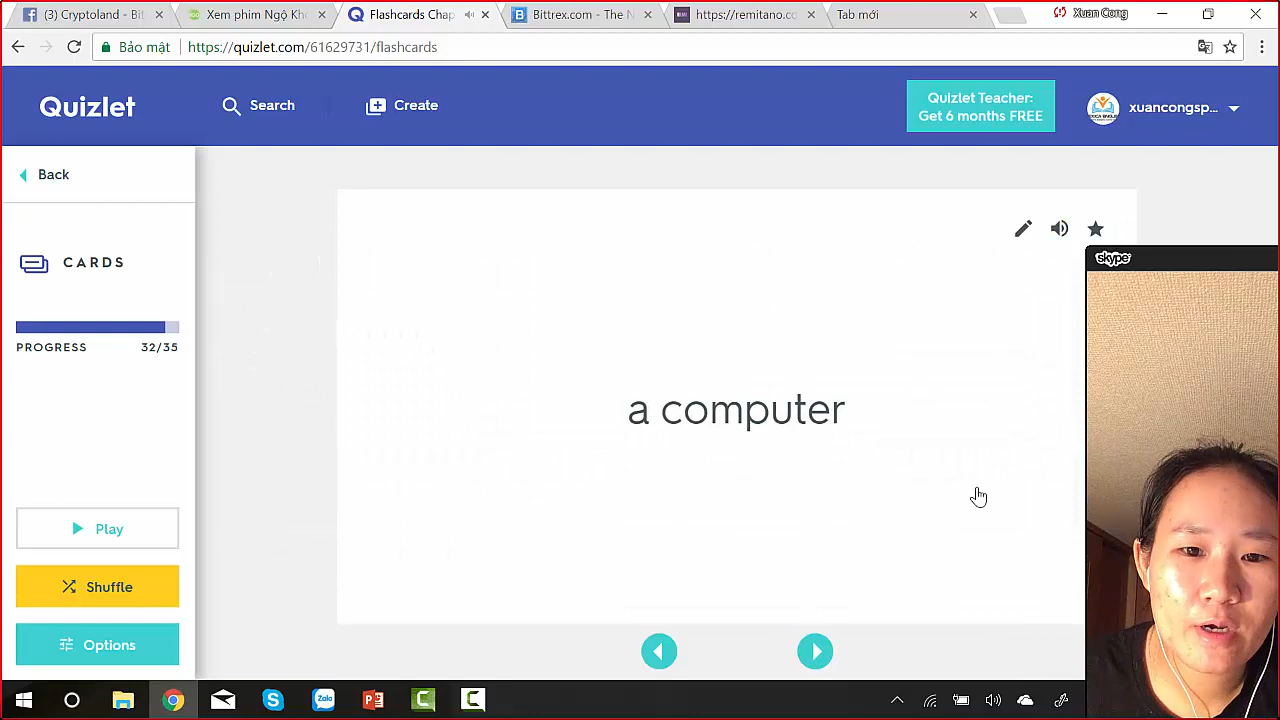 (3) Cryptoland - Bit
Xem phim Ngộ Kh
Flashcards Chap
Bittrex.com - The N
https://remitano.co
Tab mới
Xuan Cong
Bảo mật
https://quizlet.com/61629731/flashcards
Quizlet
Search
Create
Quizlet Teacher:
Get 6 months FREE
xuancongsp...
Back
CARDS
PROGRESS 32/35
skype
a computer
Play
Shuffle
Options
Zalo